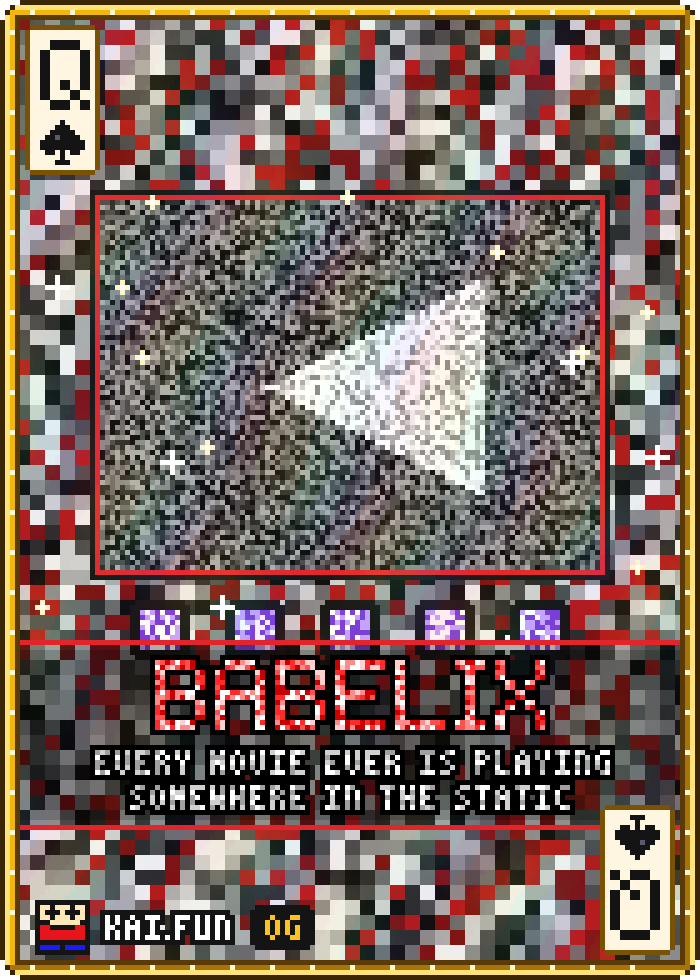 Q
BABELIX
EVERY MOVIE EVER IS PLAYING
SOMEWHERE IN THE STATIC
KAI.FUN OG
Q